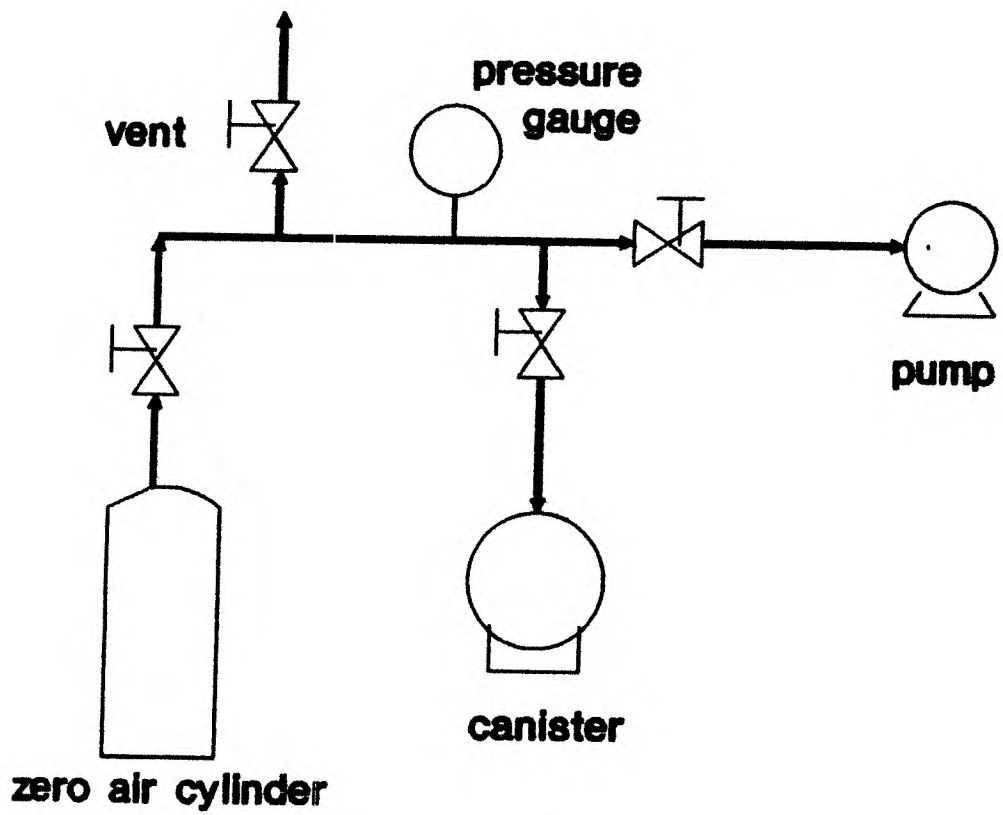 pressure
gauge
vent
pump
canister
zero air cylinder